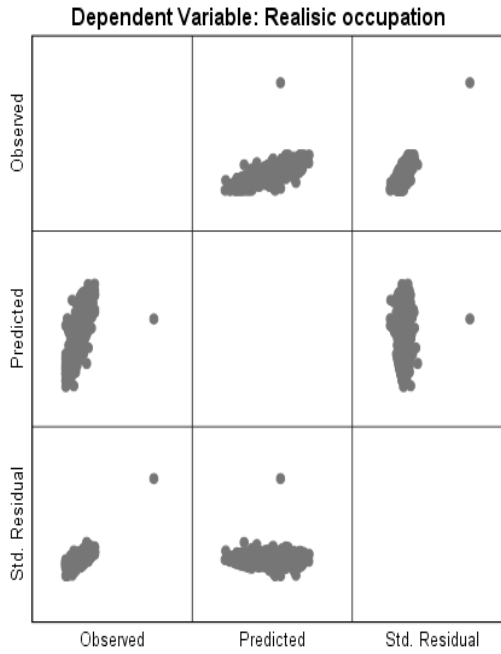 Dependent Variable: Realisic occupation
Observed
Predicted
Std. Residual
Observed Predicted Std. Residual